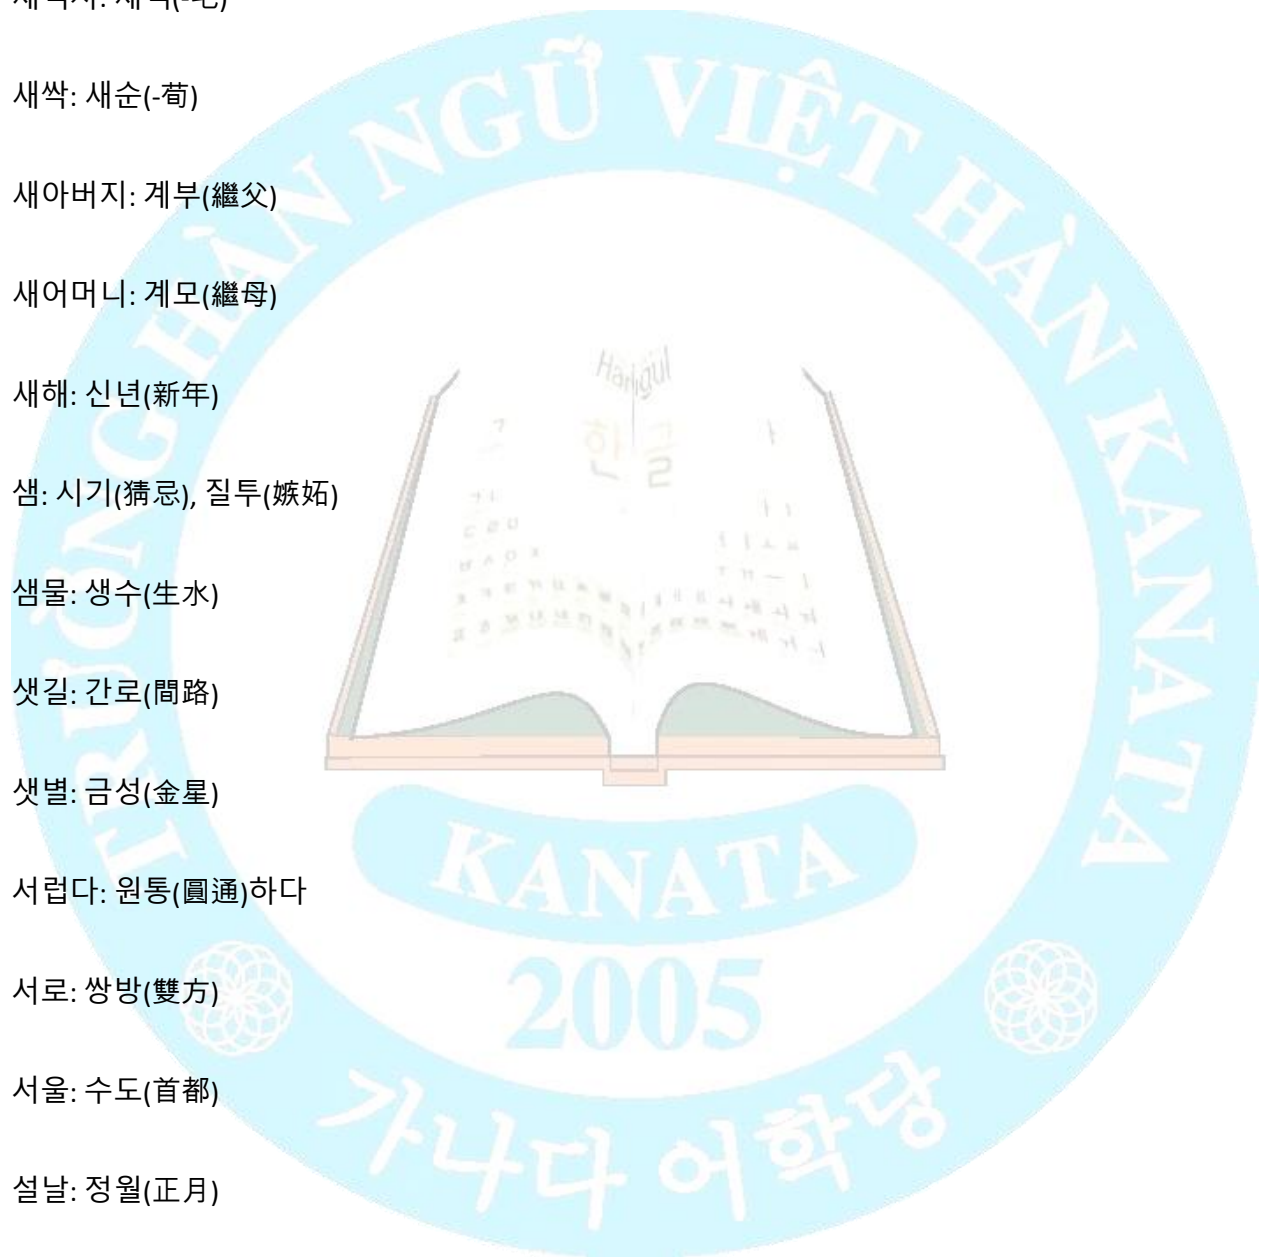 새싹: 새순(-荀)
새아버지: 계부(繼父)
새어머니: 계모(繼母)
새해: 신년(新年)
샘: 시기(猜忌), 질투(嫉妬)
샘물: 생수(生水)
샛길: 간로(間路)
샛별: 금성(金星)
서럽다: 원통(圓通)하다
서로: 쌍방(雙方)
서울: 수도(首都)
설날: 정월(正月)
TRƯỜNG HÀN NGỮ VIỆT HÀN KANATA
Hangul
한글
KANATA
2005
가나다 어학당